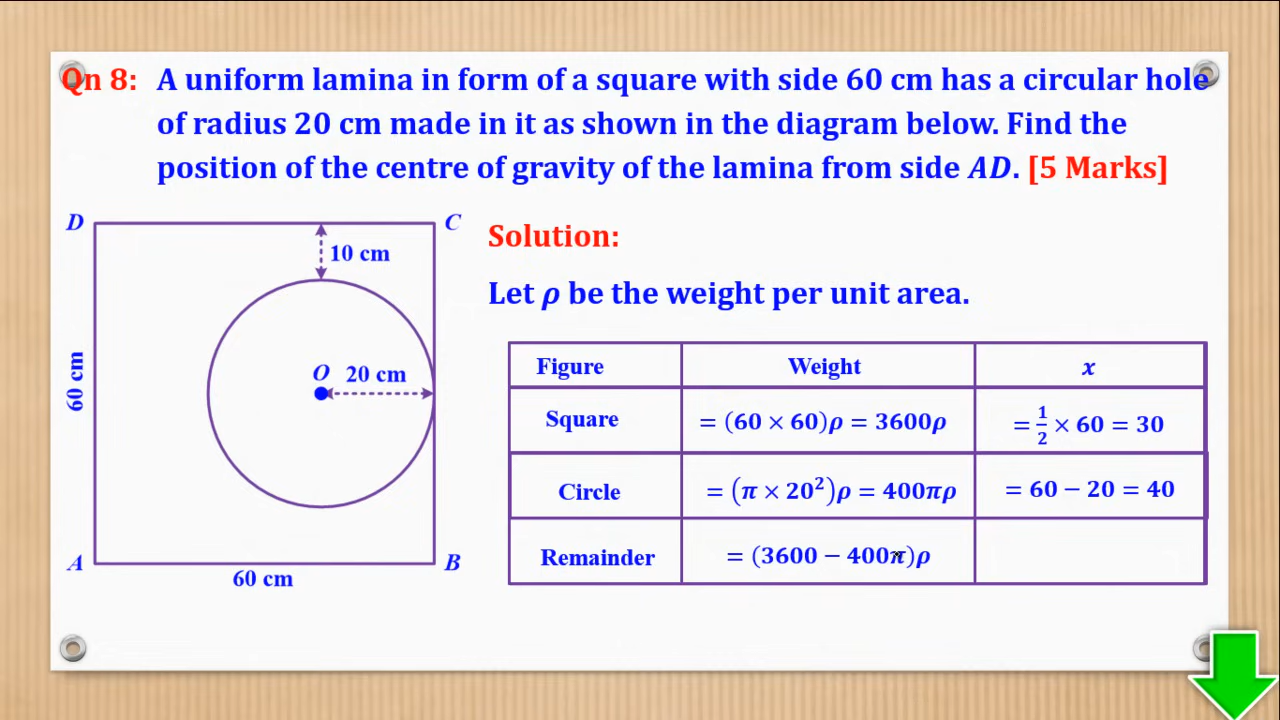 Qn 8: A uniform lamina in form of a square with side 60 cm has a circular hole
of radius 20 cm made in it as shown in the diagram below. Find the
position of the centre of gravity of the lamina from side AD. [5 Marks]
D
C
10 cm
O 20 cm
60 cm
A
B
60 cm
Solution:
Let ρ be the weight per unit area.
Figure Weight x
Square = (60 × 60)ρ = 3600ρ = 1/2 × 60 = 30
Circle = (π × 20²)ρ = 400πρ = 60 − 20 = 40
Remainder = (3600 − 400π)ρ